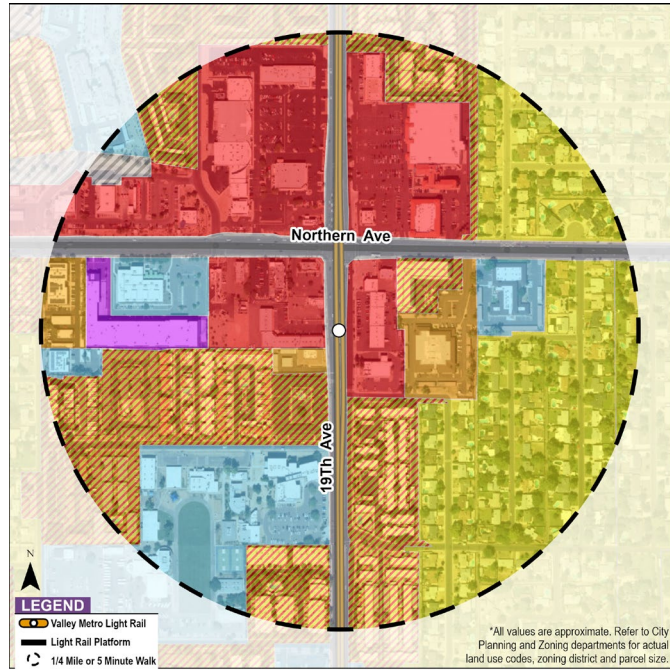 Northern Ave
19Th Ave
N
LEGEND
Valley Metro Light Rail
Light Rail Platform
1/4 Mile or 5 Minute Walk
*All values are approximate. Refer to City
Planning and Zoning departments for actual
land use codes, zoning district and parcel size.